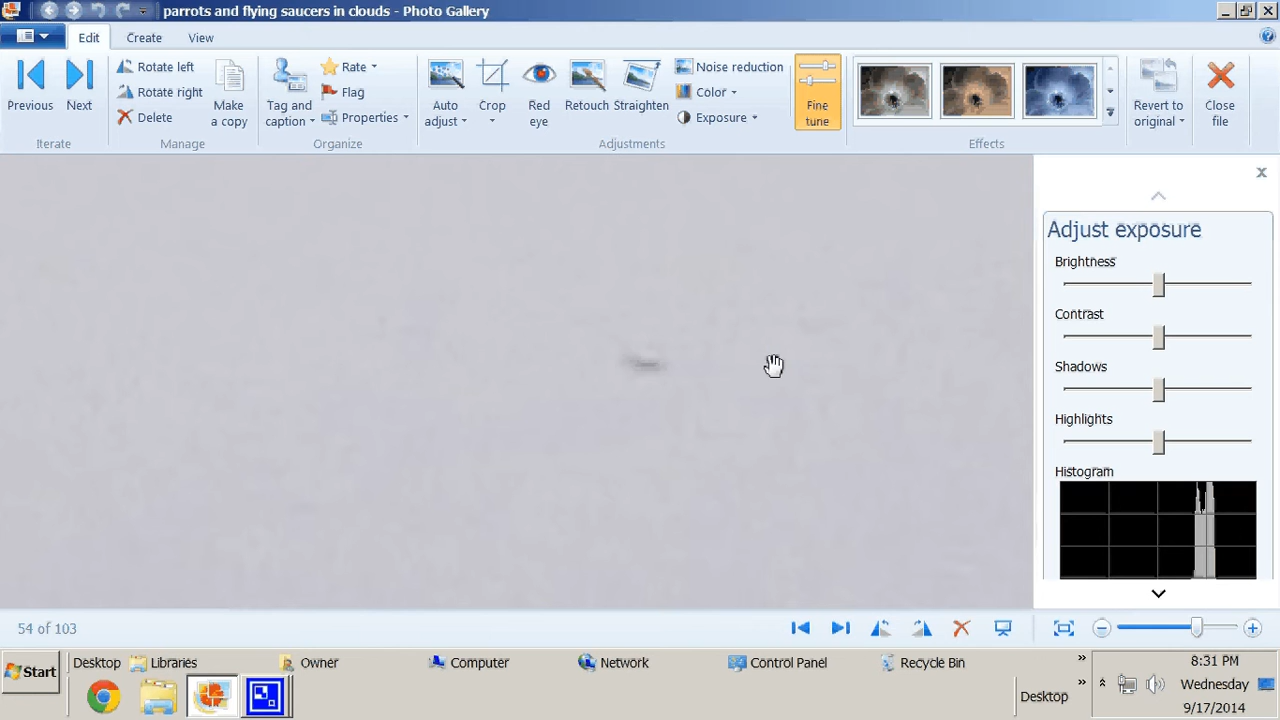 parrots and flying saucers in clouds - Photo Gallery
Edit Create View
Previous
Next
Iterate
Rotate left
Rotate right
Delete
Make a copy
Manage
Tag and caption
Rate
Flag
Properties
Organize
Auto adjust
Crop
Red eye
Retouch
Straighten
Noise reduction
Color
Exposure
Adjustments
Fine tune
Effects
Revert to original
Close file
Adjust exposure
Brightness
Contrast
Shadows
Highlights
Histogram
54 of 103
Start
Desktop Libraries Owner Computer Network Control Panel Recycle Bin
Desktop
8:31 PM
Wednesday
9/17/2014